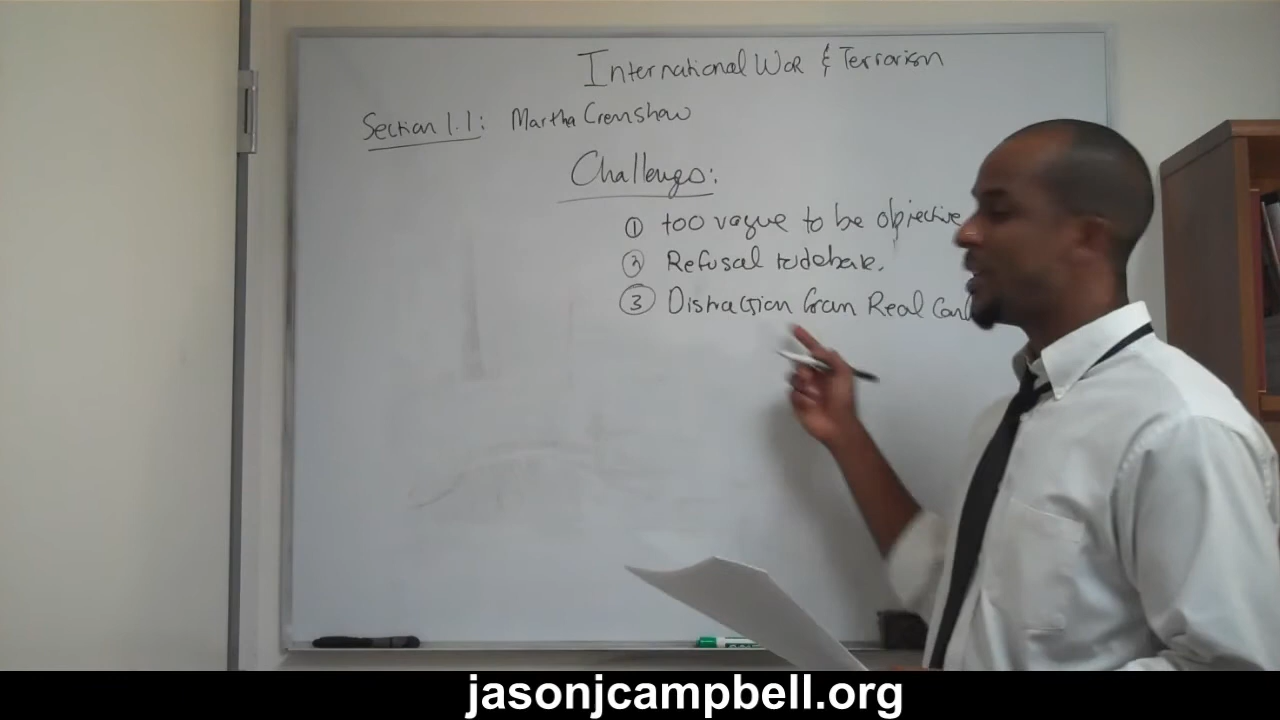 International War & Terrorism
Section 1.1: Martha Crenshaw
Challenges:
① too vague to be objective
② Refusal to debate.
③ Distraction from Real
jasonjcampbell.org